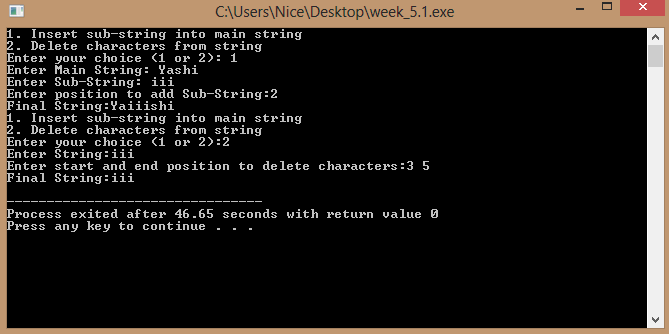 C:\Users\Nice\Desktop\week_5.1.exe
1. Insert sub-string into main string
2. Delete characters from string
Enter your choice (1 or 2): 1
Enter Main String: Yashi
Enter Sub-String: iii
Enter position to add Sub-String:2
Final String:Yaiiishi
1. Insert sub-string into main string
2. Delete characters from string
Enter your choice (1 or 2):2
Enter String:iii
Enter start and end position to delete characters:3 5
Final String:iii
--------------------------------
Process exited after 46.65 seconds with return value 0
Press any key to continue . . .